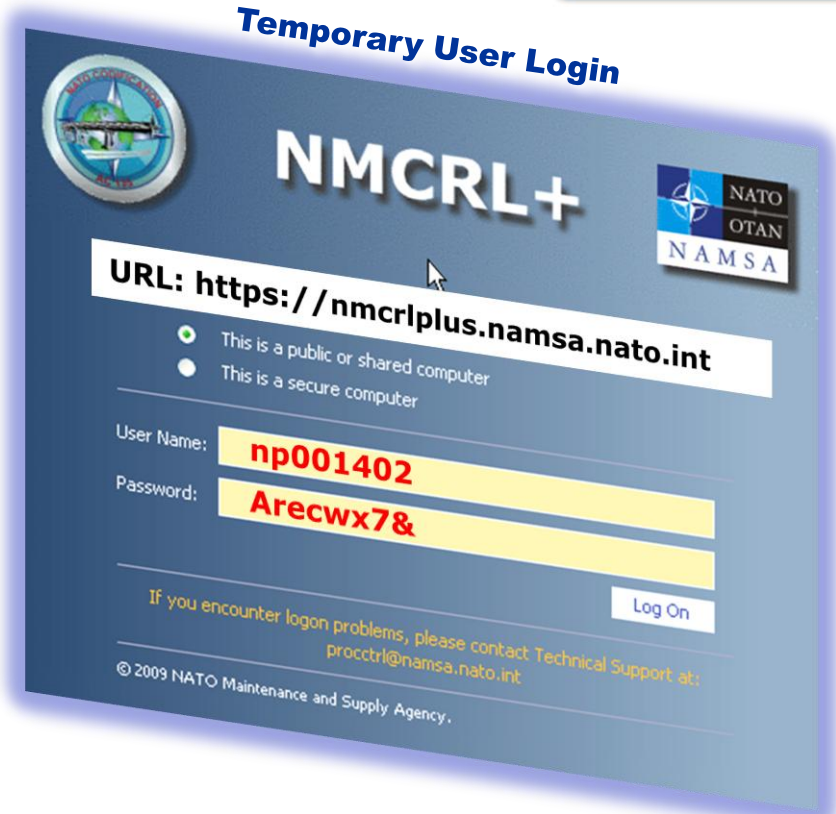 Temporary User Login
NATO CODIFICATION
NMCRL+
NATO
OTAN
NAMSA
URL: https://nmcrlplus.namsa.nato.int
This is a public or shared computer
This is a secure computer
User Name: np001402
Password: Arecwx7&
Log On
If you encounter logon problems, please contact Technical Support at:
procctrl@namsa.nato.int
© 2009 NATO Maintenance and Supply Agency.